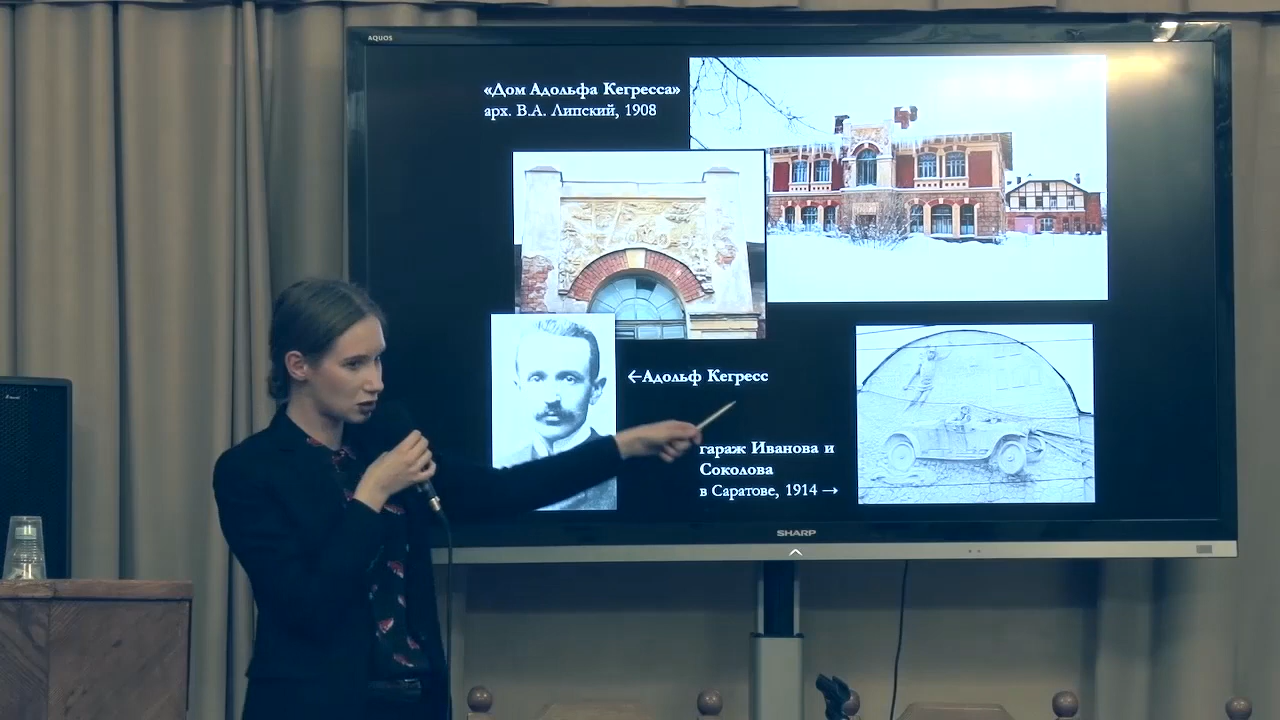 AQUOS
«Дом Адольфа Кегресса»
арх. В.А. Липский, 1908
←Адольф Кегресс
гараж Иванова и
Соколова
в Саратове, 1914 →
SHARP